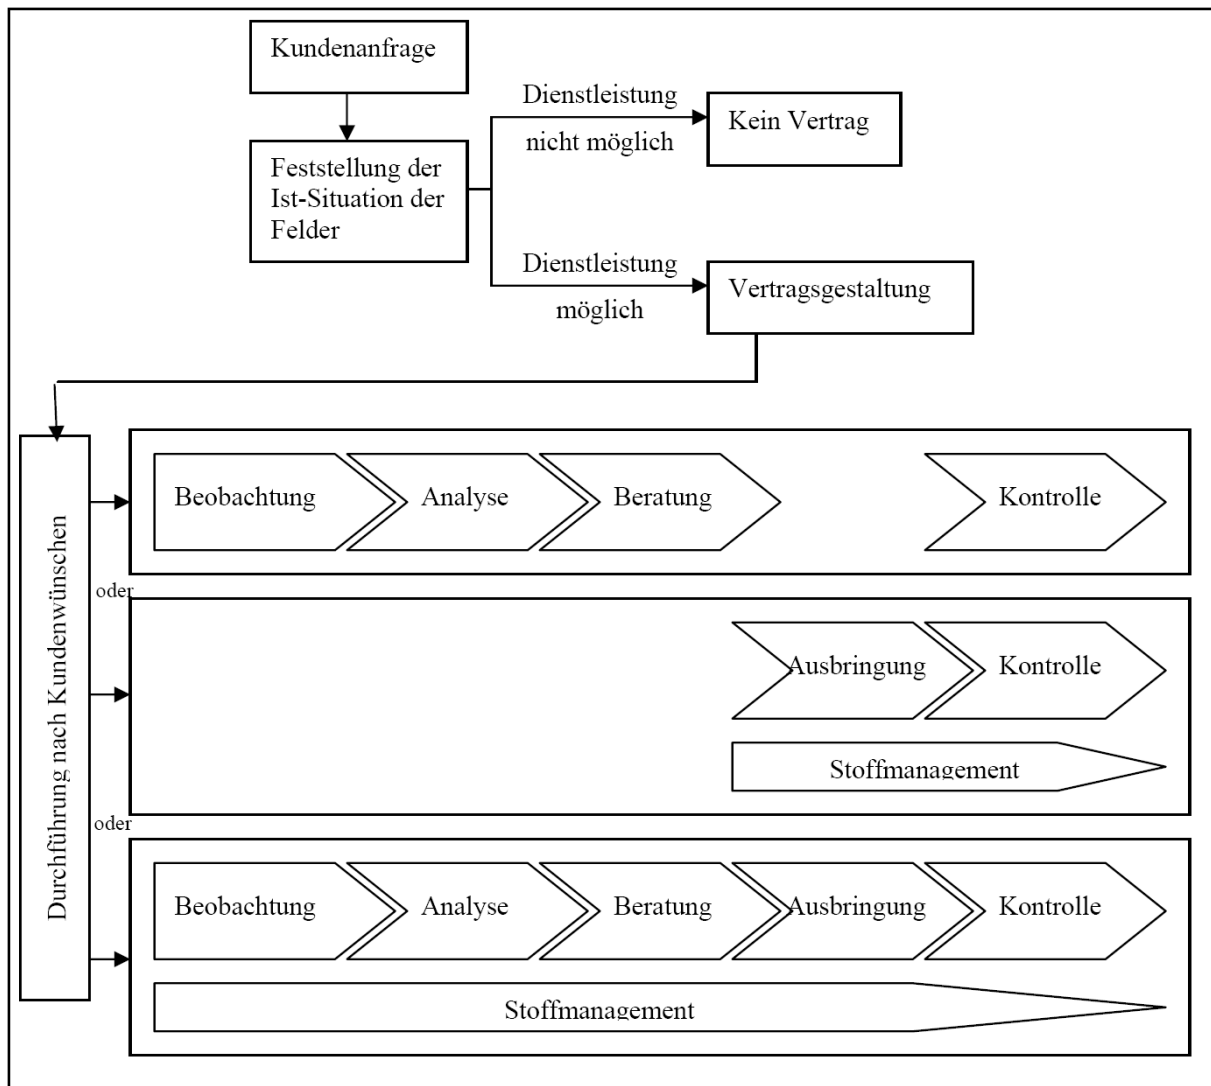 Kundenanfrage
Dienstleistung
nicht möglich
Kein Vertrag
Feststellung der
Ist-Situation der
Felder
Dienstleistung
möglich
Vertragsgestaltung
Durchführung nach Kundenwünschen
Beobachtung
Analyse
Beratung
Kontrolle
oder
Ausbringung
Kontrolle
Stoffmanagement
oder
Beobachtung
Analyse
Beratung
Ausbringung
Kontrolle
Stoffmanagement